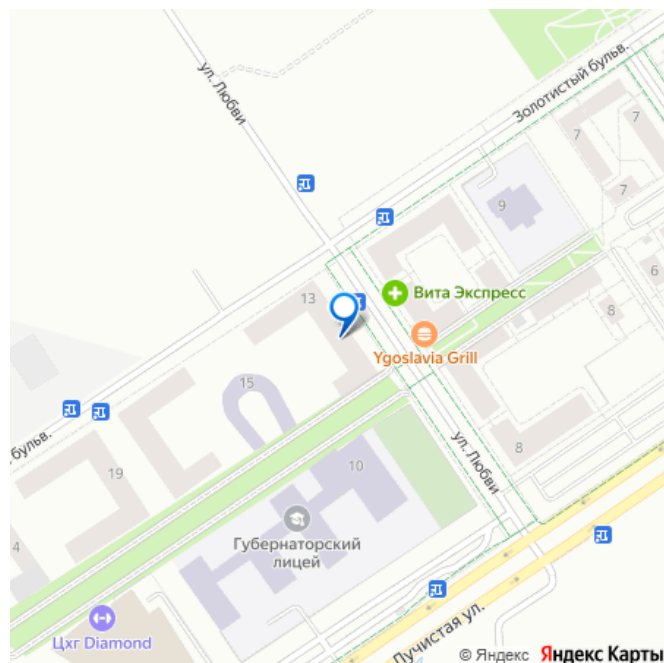 ул. Любви
Золотистый бульв.
7
7
7
9
6
13
Вита Экспресс
8
Ygoslavia Grill
15
бульв.
ул. Любви
8
10
19
Губернаторский
лицей
4
Цхг Diamond
Лучистая ул.
© Яндекс Яндекс Карты